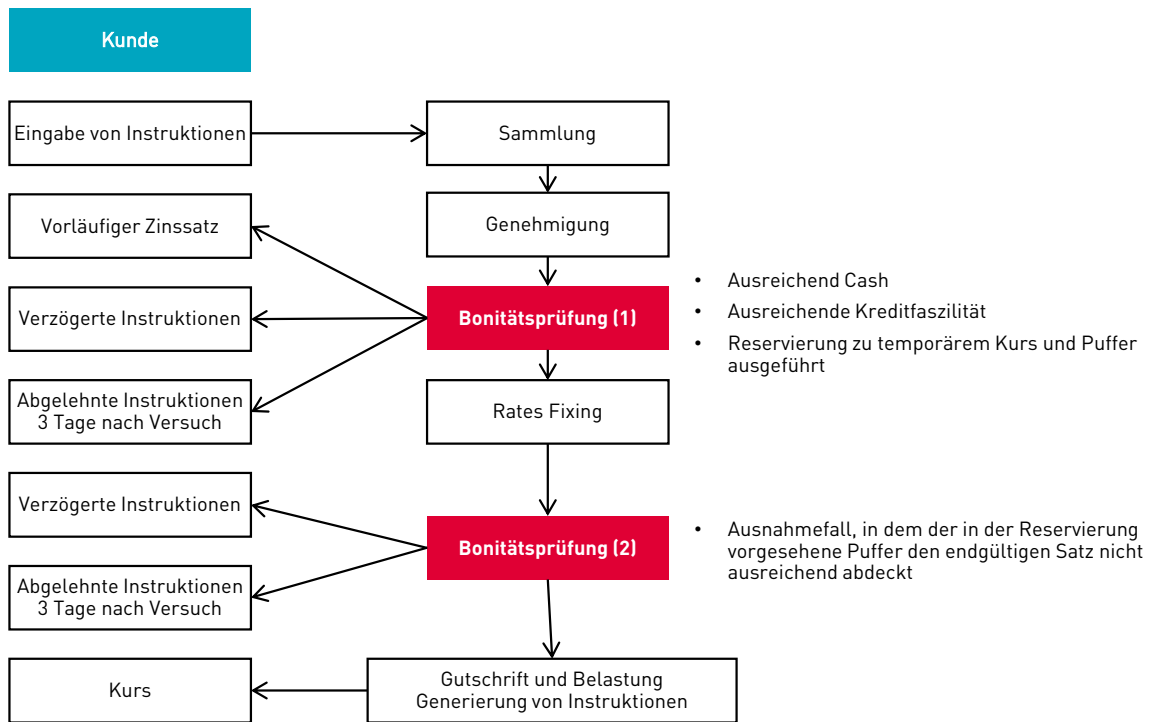 Kunde
Eingabe von Instruktionen
Sammlung
Vorläufiger Zinssatz
Genehmigung
Verzögerte Instruktionen
Bonitätsprüfung (1)
• Ausreichend Cash
• Ausreichende Kreditfaszilität
• Reservierung zu temporärem Kurs und Puffer
ausgeführt
Abgelehnte Instruktionen
3 Tage nach Versuch
Rates Fixing
Verzögerte Instruktionen
Bonitätsprüfung (2)
• Ausnahmefall, in dem der in der Reservierung
vorgesehene Puffer den endgültigen Satz nicht
ausreichend abdeckt
Abgelehnte Instruktionen
3 Tage nach Versuch
Kurs
Gutschrift und Belastung
Generierung von Instruktionen